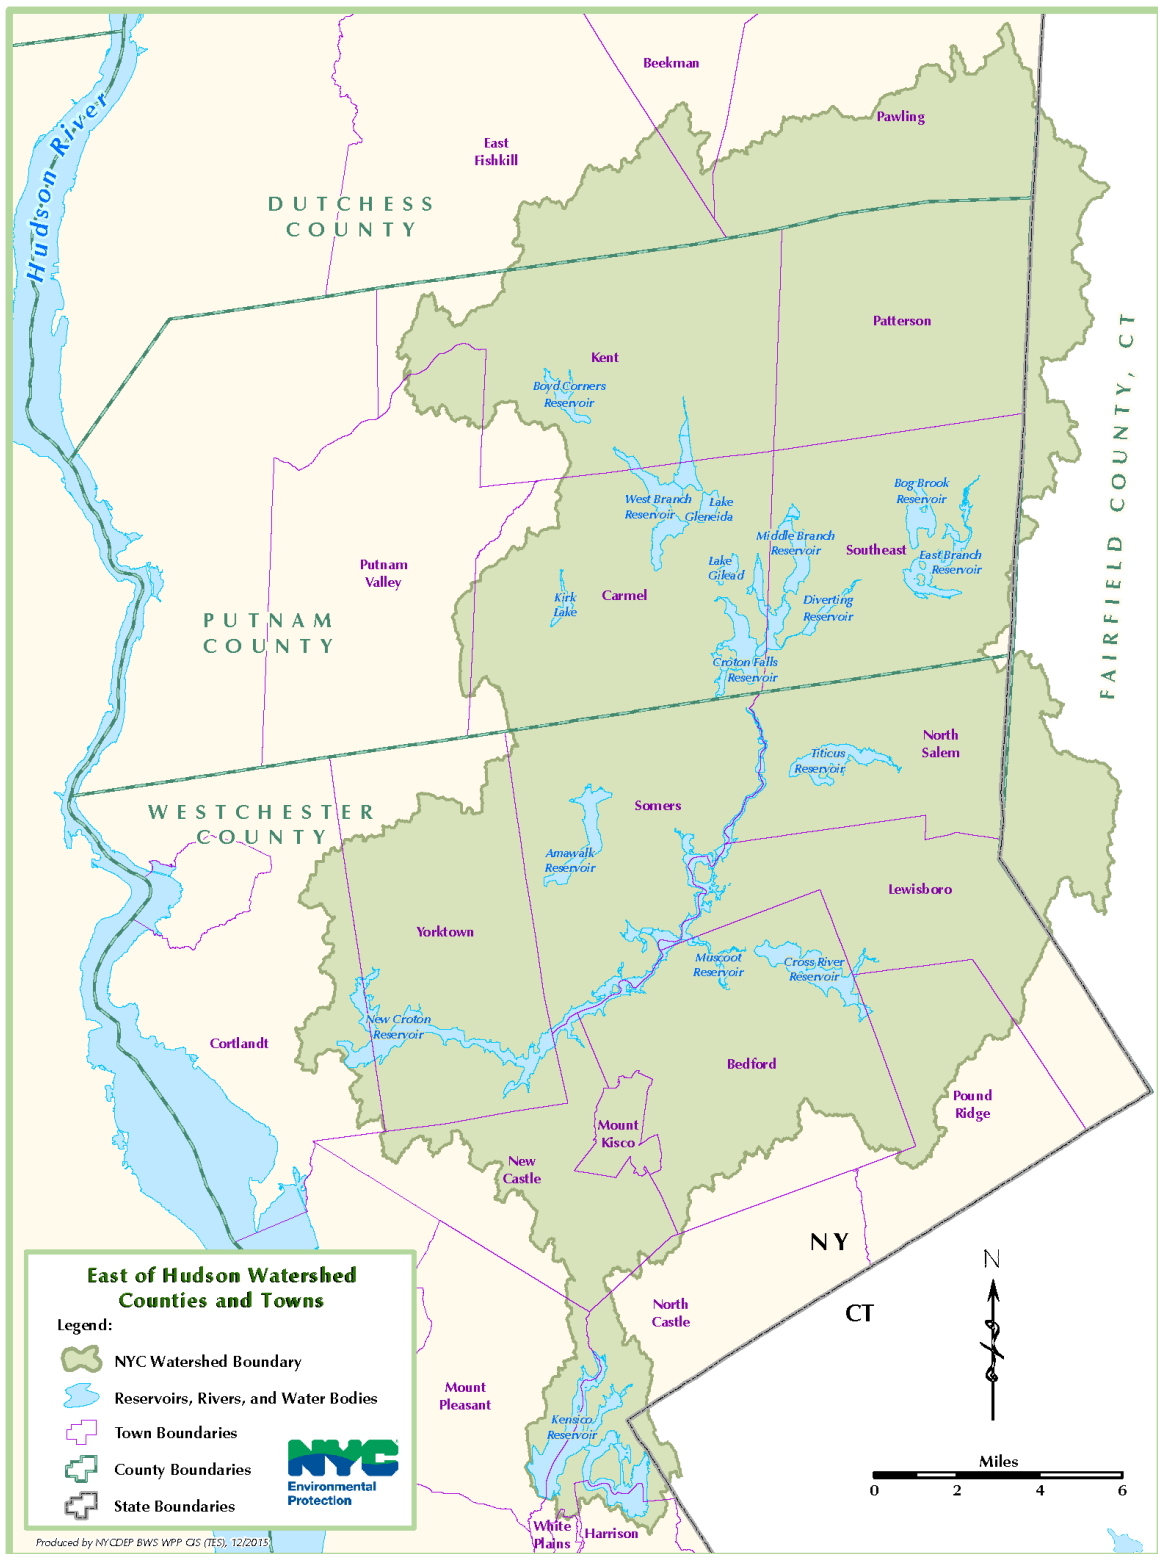 Beekman
Pawling
East
Fishkill
Hudson River
DUTCHESS
COUNTY
Patterson
FAIRFIELD COUNTY, CT
Kent
Boyd Corners
Reservoir
Bog Brook
Reservoir
West Branch
Reservoir
Lake
Gleneida
Middle Branch
Reservoir
Southeast
East Branch
Reservoir
Putnam
Valley
Lake
Gilead
Kirk
Lake
Carmel
Diverting
Reservoir
PUTNAM
COUNTY
Croton Falls
Reservoir
North
Salem
Titicus
Reservoir
WESTCHESTER
COUNTY
Somers
Amawalk
Reservoir
Lewisboro
Yorktown
Muscoot
Reservoir
Cross River
Reservoir
New Croton
Reservoir
Cortlandt
Bedford
Pound
Ridge
Mount
Kisco
New
Castle
NY
CT
N
North
Castle
Mount
Pleasant
Kensico
Reservoir
White
Plains
Harrison
East of Hudson Watershed
Counties and Towns
Legend:
NYC Watershed Boundary
Reservoirs, Rivers, and Water Bodies
Town Boundaries
County Boundaries
State Boundaries
NYC
Environmental
Protection
Miles
0 2 4 6
Produced by NYCDEP BWS WPP GIS (TES), 12/2015